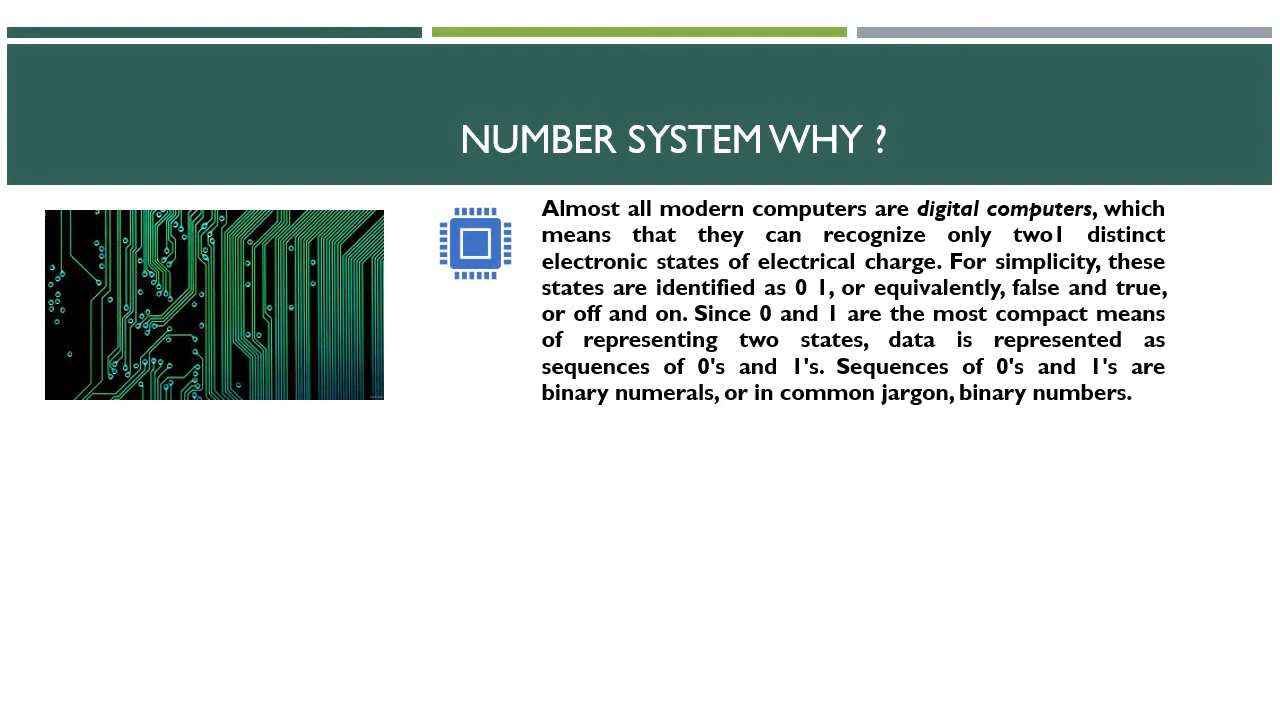 NUMBER SYSTEM WHY ?
Almost all modern computers are digital computers, which
means that they can recognize only two1 distinct
electronic states of electrical charge. For simplicity, these
states are identified as 0 1, or equivalently, false and true,
or off and on. Since 0 and 1 are the most compact means
of representing two states, data is represented as
sequences of 0's and 1's. Sequences of 0's and 1's are
binary numerals, or in common jargon, binary numbers.